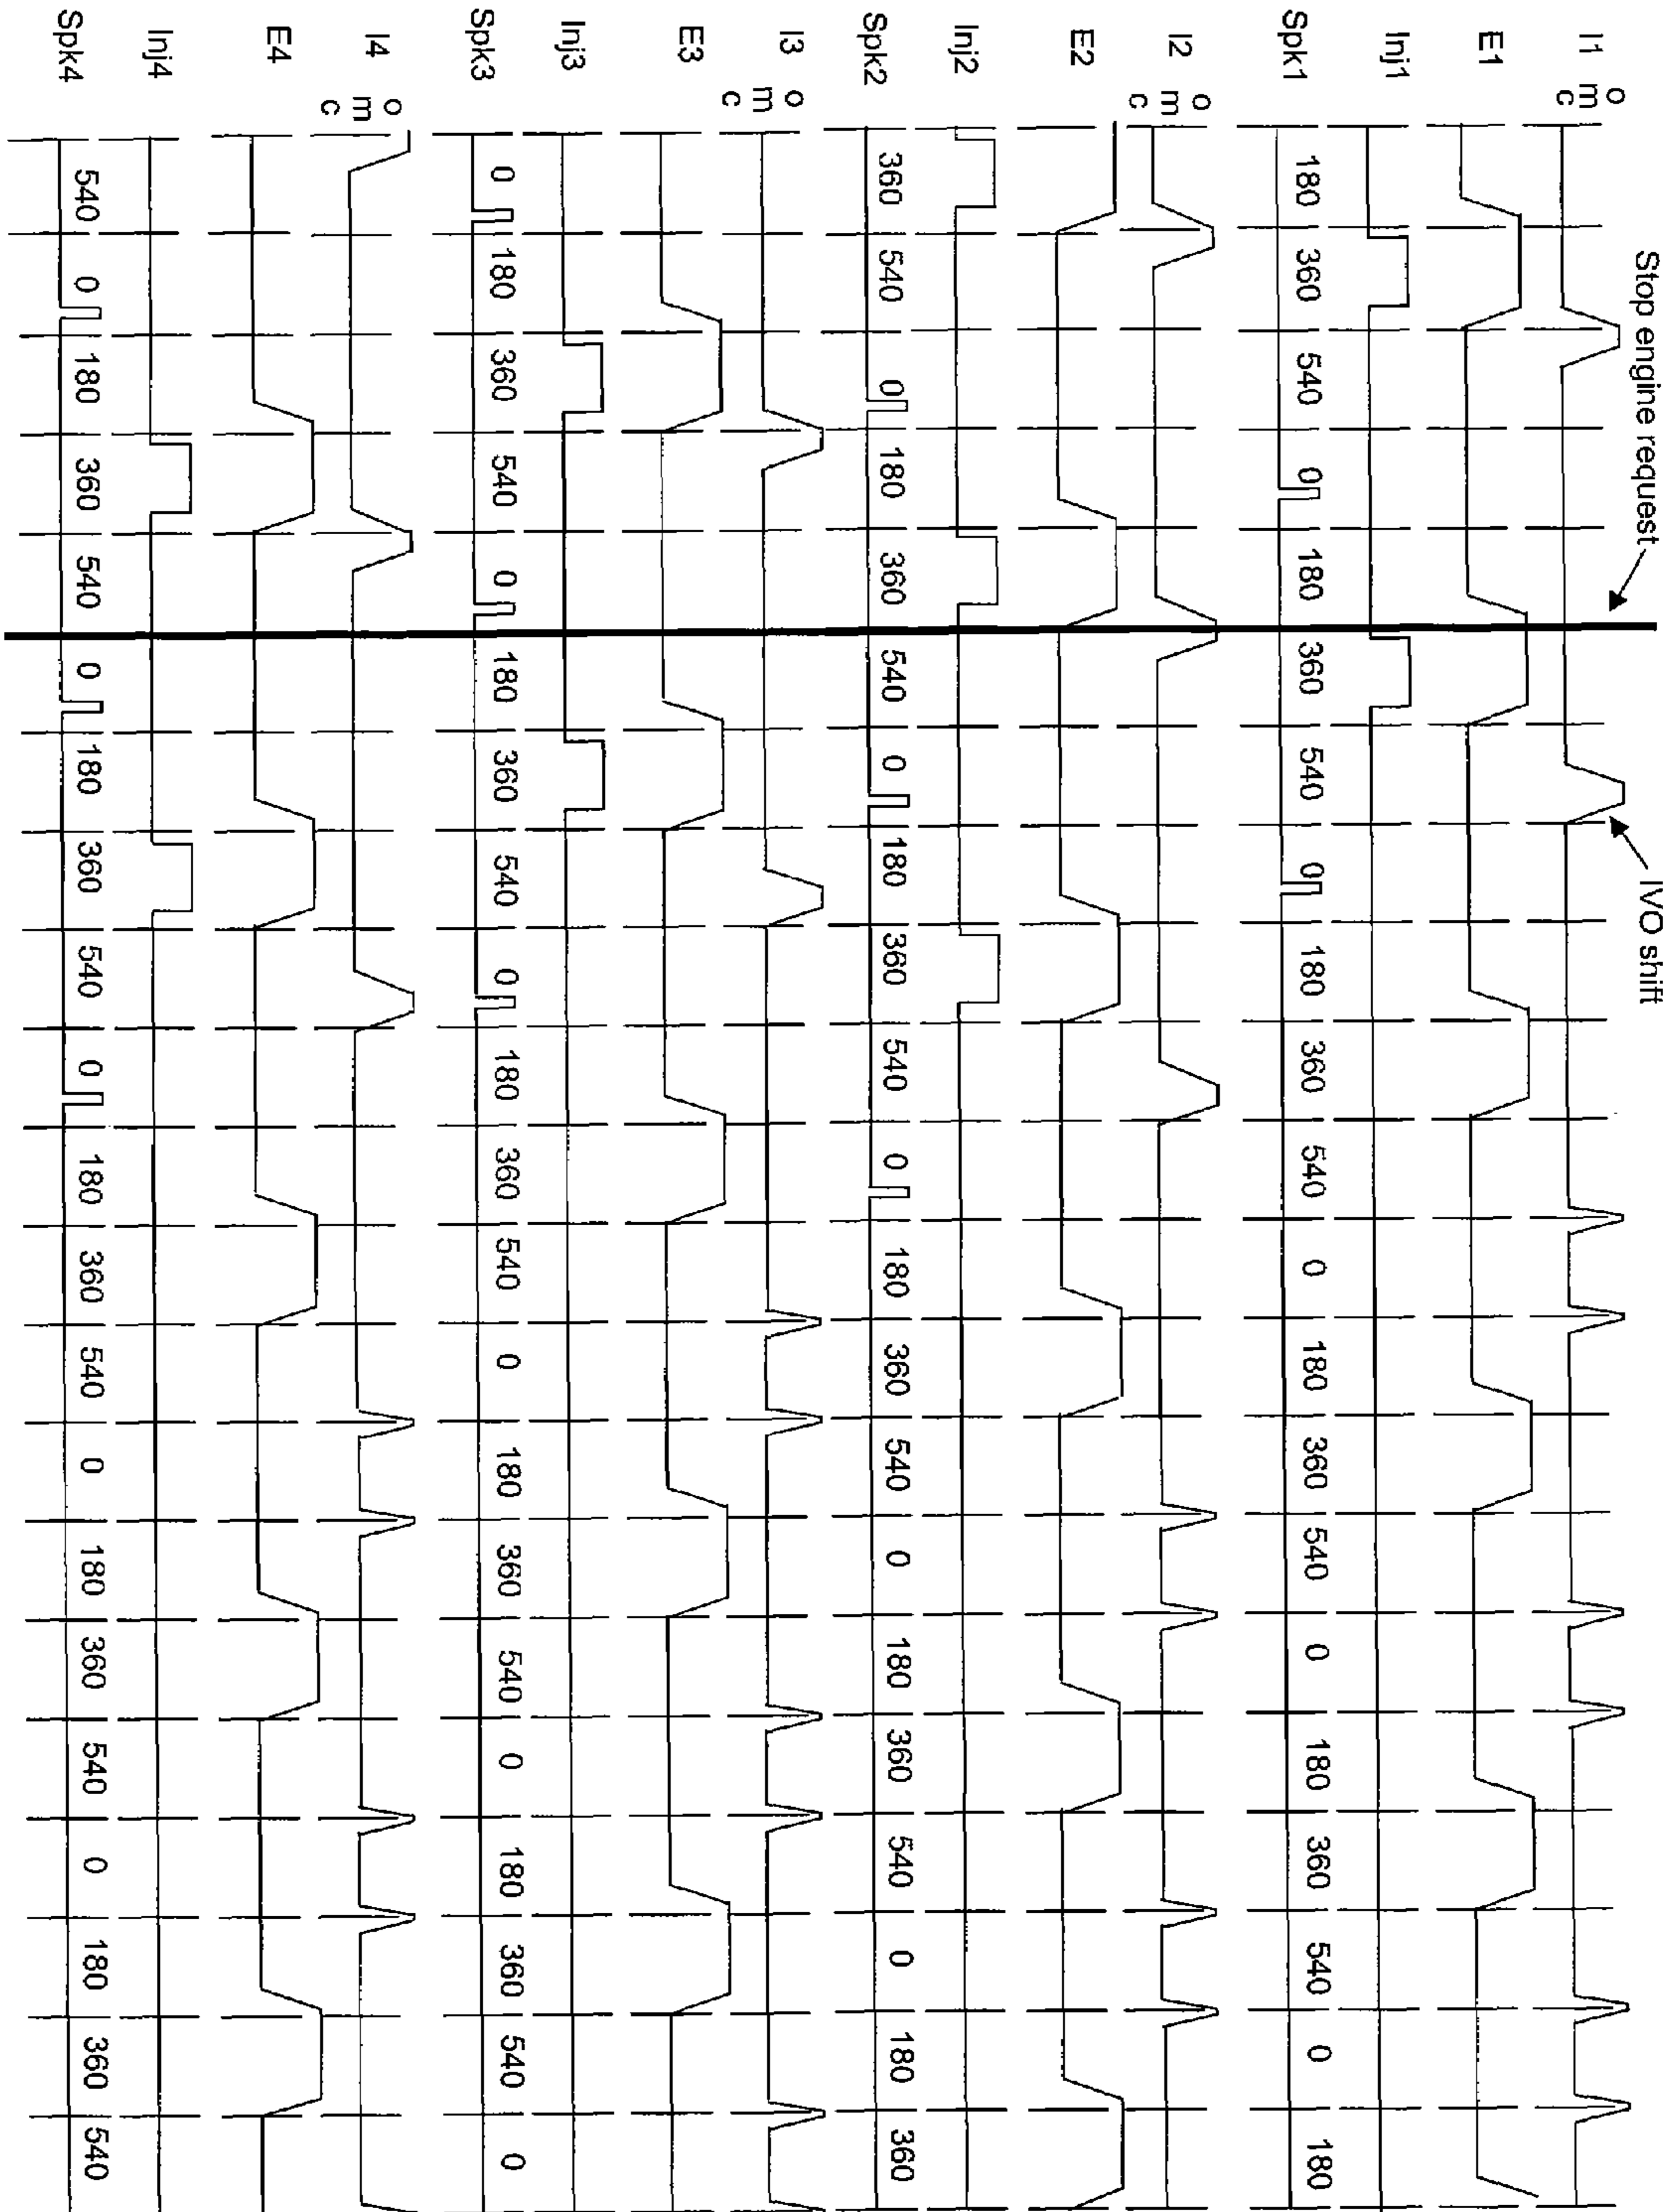 Stop engine request
IVO shift
o
I1 m
c
E1
Inj1
180 360 540 0 180 360 540 0 180 360 540 0 180 360 540 0 180 360 540 0 180
Spk1
o
I2 m
c
E2
Inj2
360 540 0 180 360 540 0 180 360 540 0 180 360 540 0 180 360 540 0 180 360
Spk2
o
I3 m
c
E3
Inj3
0 180 360 540 0 180 360 540 0 180 360 540 0 180 360 540 0 180 360 540 0
Spk3
o
I4 m
c
E4
Inj4
540 0 180 360 540 0 180 360 540 0 180 360 540 0 180 360 540 0 180 360 540
Spk4